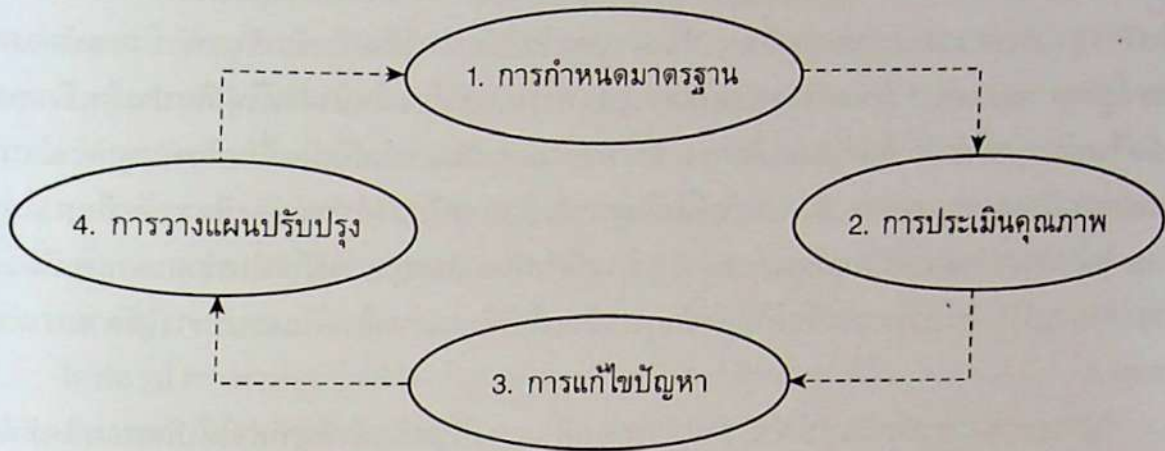 1. การกำหนดมาตรฐาน
2. การประเมินคุณภาพ
3. การแก้ไขปัญหา
4. การวางแผนปรับปรุง